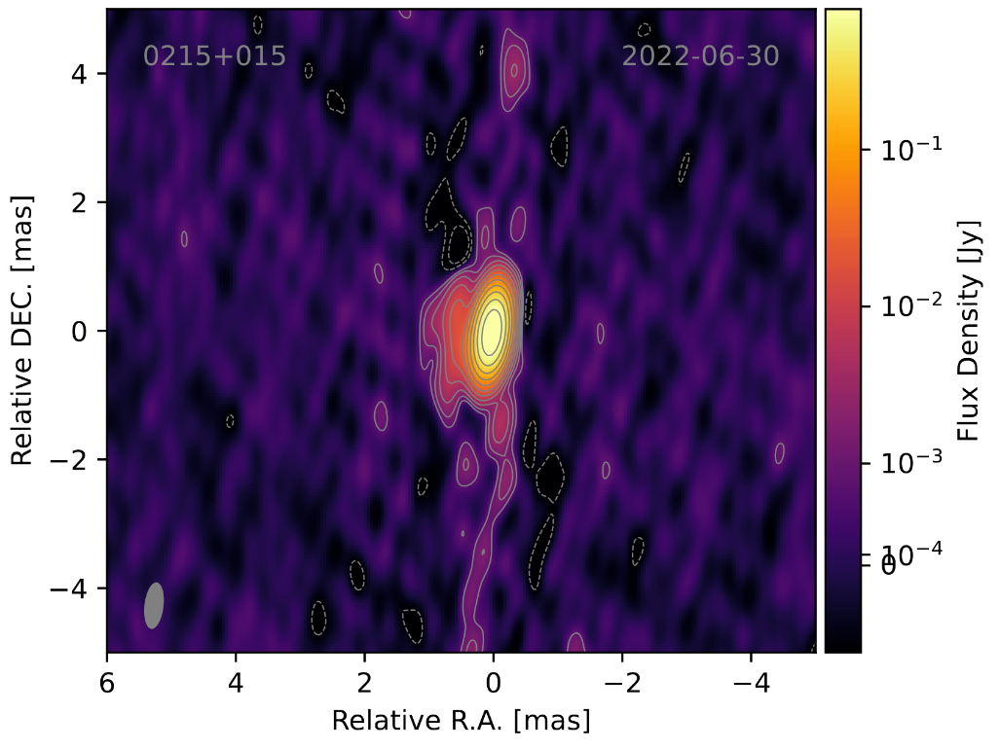 0215+015 2022-06-30
4
2
0
−2
−4
Relative DEC. [mas]
6 4 2 0 −2 −4
Relative R.A. [mas]
10⁻¹
10⁻²
10⁻³
10⁻⁴
0
Flux Density [Jy]